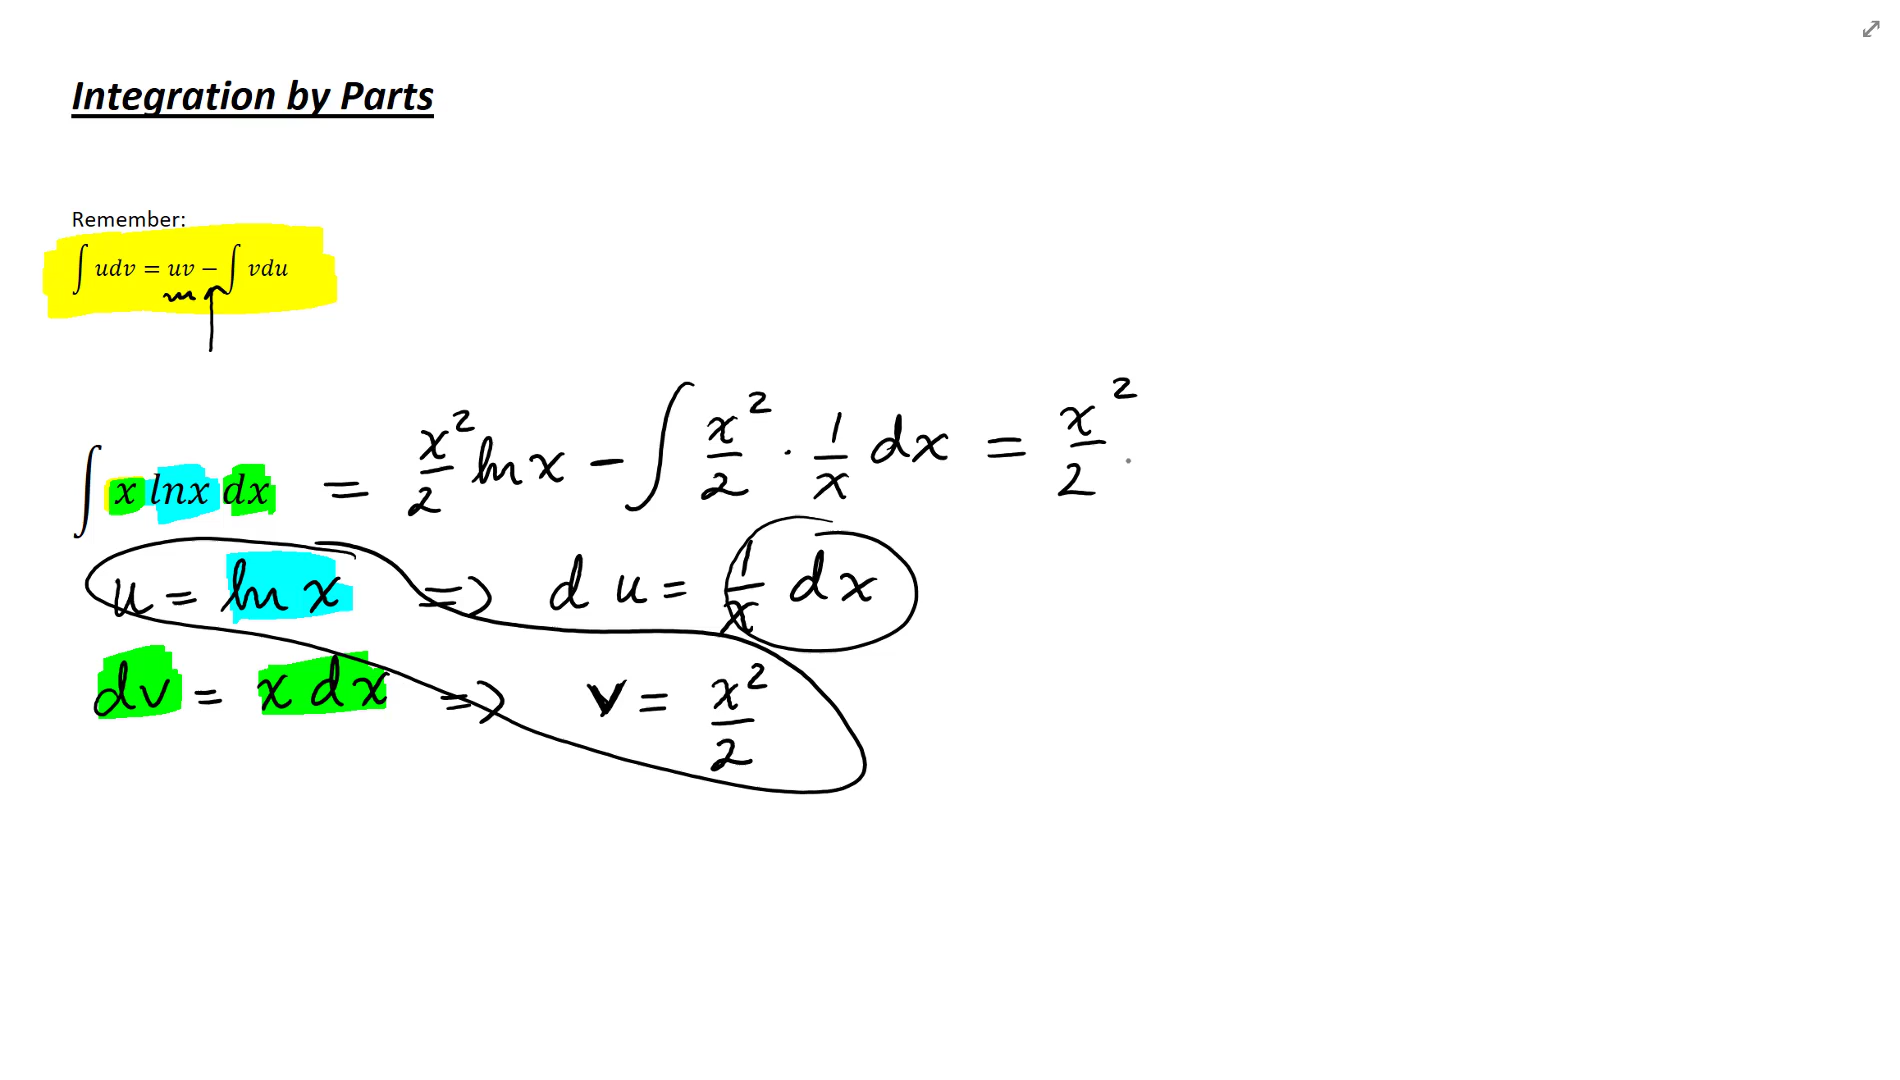 Integration by Parts
Remember:
∫ udv = uv − ∫ vdu
∫ x lnx dx = x²/2 ln x − ∫ x²/2 · 1/x dx = x²/2
u = ln x ⇒ du = 1/x dx
dv = x dx ⇒ v = x²/2